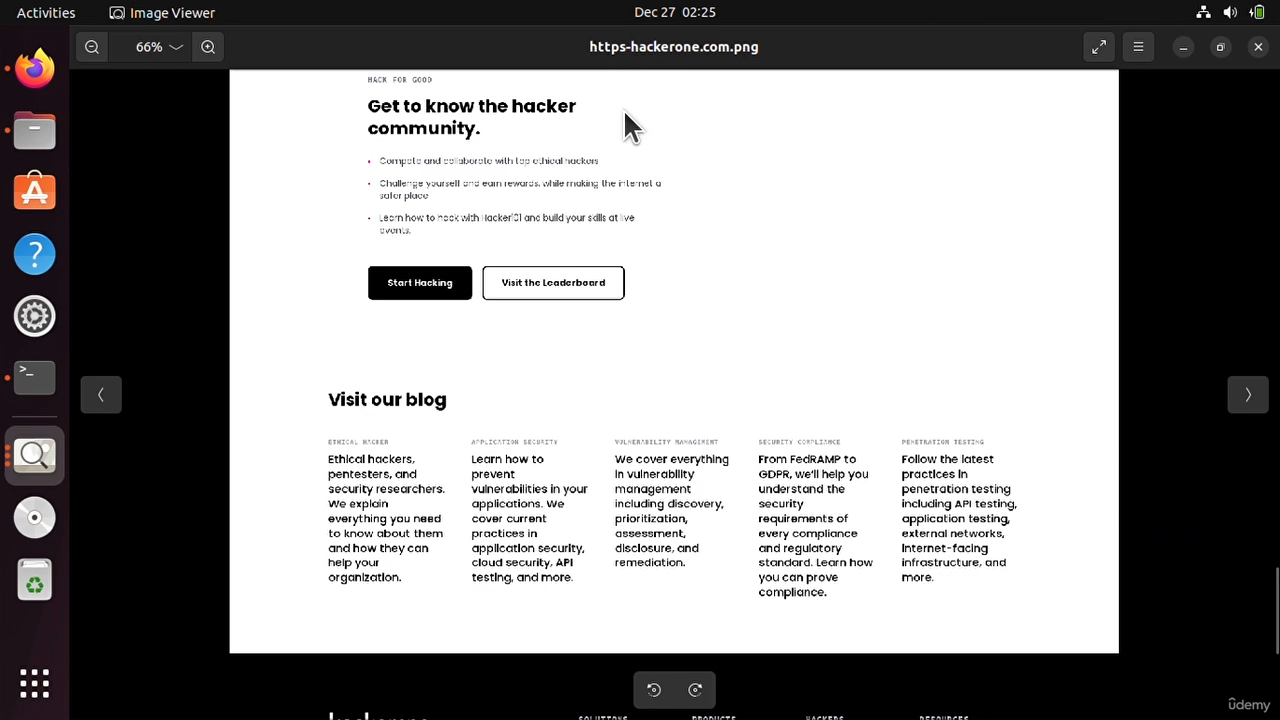 Activities
Image Viewer
Dec 27 02:25
66%
https-hackerone.com.png
HACK FOR GOOD
Get to know the hacker
community.
Compete and collaborate with top ethical hackers
Challenge yourself and earn rewards, while making the internet a
safer place
Learn how to hack with Hacker101 and build your skills at live
events.
Start Hacking
Visit the Leaderboard
Visit our blog
ETHICAL HACKER
Ethical hackers,
pentesters, and
security researchers.
We explain
everything you need
to know about them
and how they can
help your
organization.
APPLICATION SECURITY
Learn how to
prevent
vulnerabilities in your
applications. We
cover current
practices in
application security,
cloud security, API
testing, and more.
VULNERABILITY MANAGEMENT
We cover everything
in vulnerability
management
including discovery,
prioritization,
assessment,
disclosure, and
remediation.
SECURITY COMPLIANCE
From FedRAMP to
GDPR, we'll help you
understand the
security
requirements of
every compliance
and regulatory
standard. Learn how
you can prove
compliance.
PENETRATION TESTING
Follow the latest
practices in
penetration testing
including API testing,
application testing,
external networks,
internet-facing
infrastructure, and
more.
hackerone
SOLUTIONS
PRODUCTS
HACKERS
RESOURCES
ûdemy